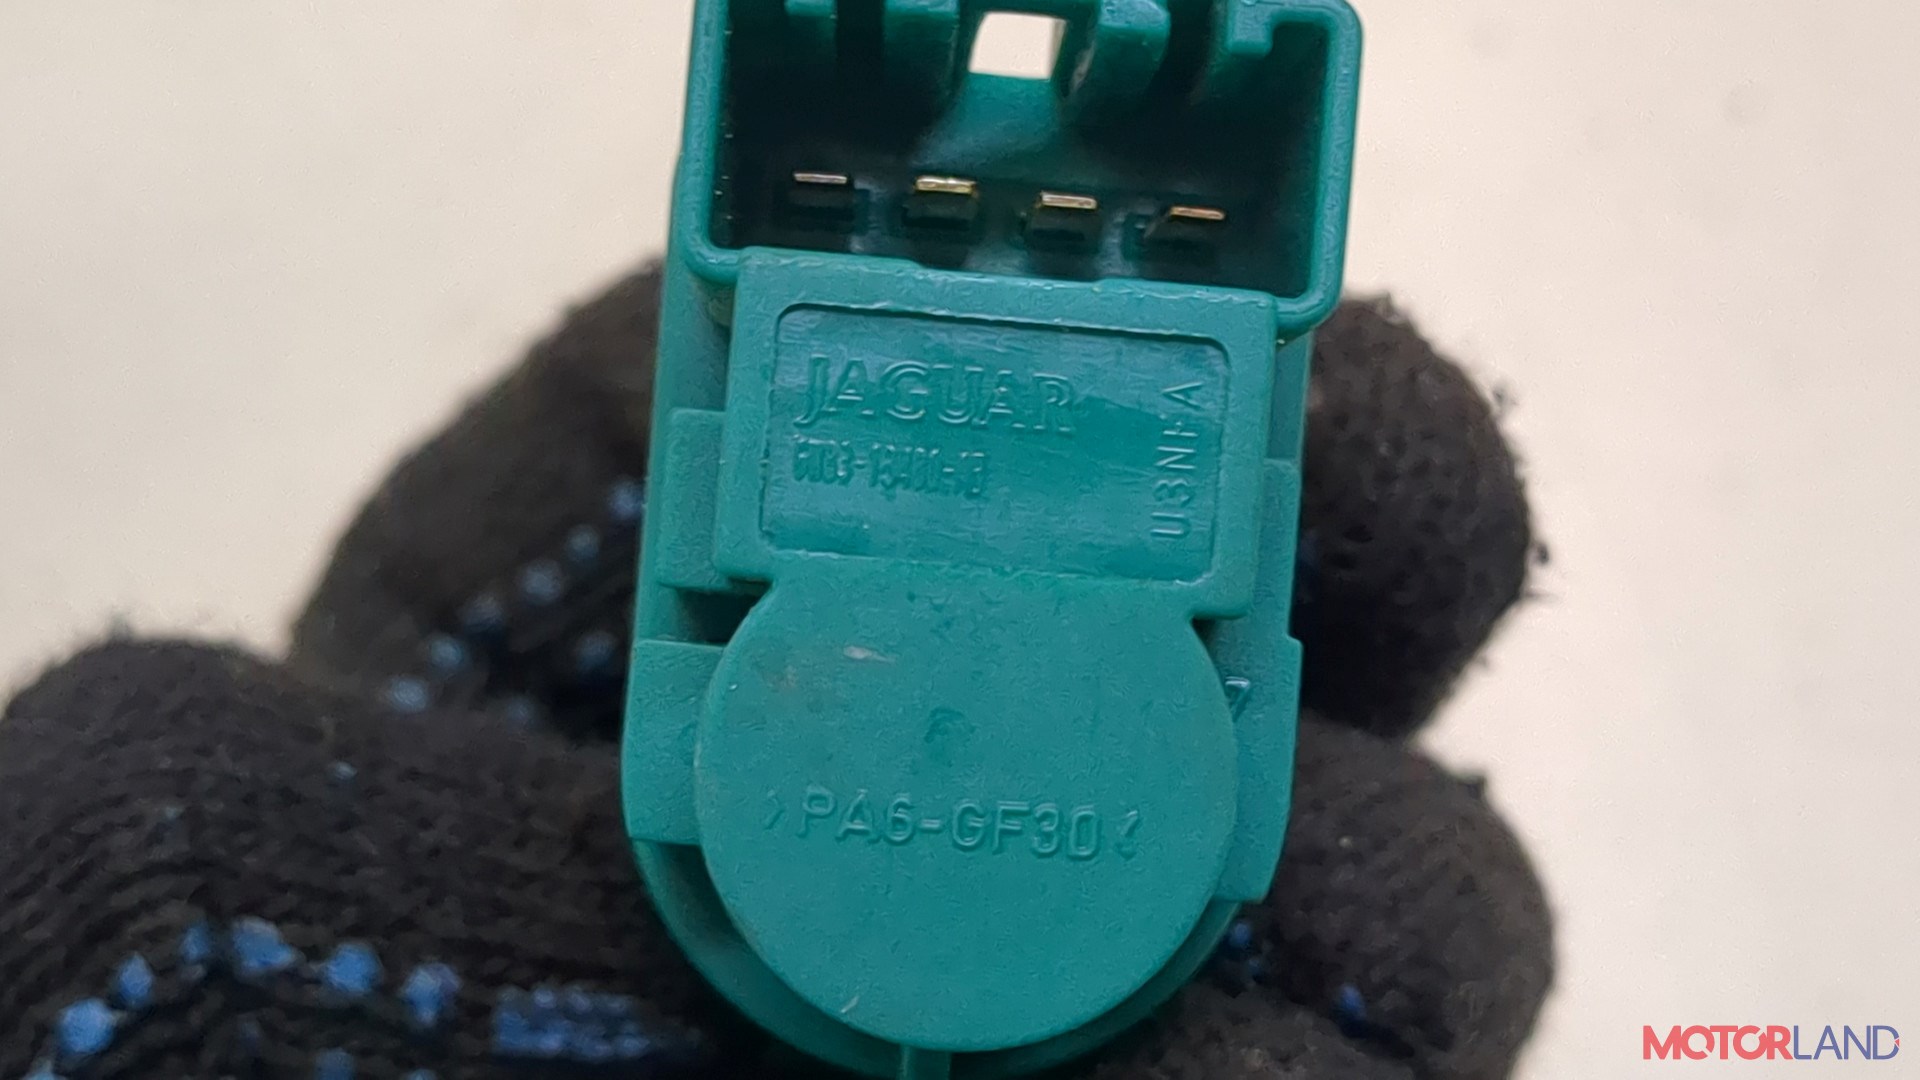 JAGUAR
U3NFA
>PA6-GF30<
MOTORLAND